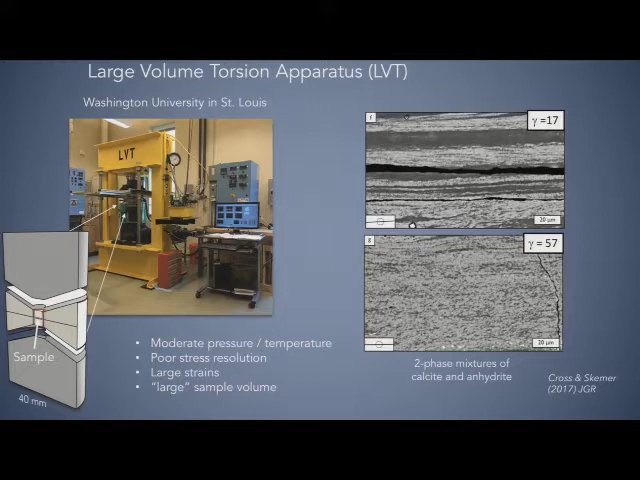 Large Volume Torsion Apparatus (LVT)
Washington University in St. Louis
LVT
f
γ =17
20 μm
g
γ = 57
20 μm
Sample
40 mm
• Moderate pressure / temperature
• Poor stress resolution
• Large strains
• “large” sample volume
2-phase mixtures of
calcite and anhydrite
Cross & Skemer
(2017) JGR